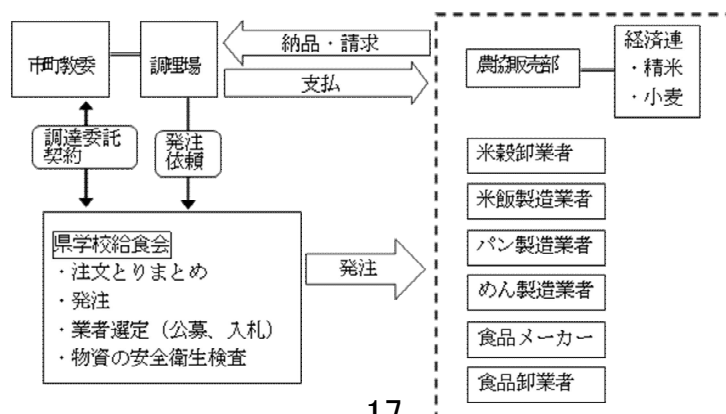 市町教委
調理場
納品・請求
支払
農協販売部
経済連
・精米
・小麦
調達委託
契約
発注
依頼
米穀卸業者
米飯製造業者
パン製造業者
めん製造業者
食品メーカー
食品卸業者
県学校給食会
・注文とりまとめ
・発注
・業者選定（公募、入札）
・物資の安全衛生検査
発注
17